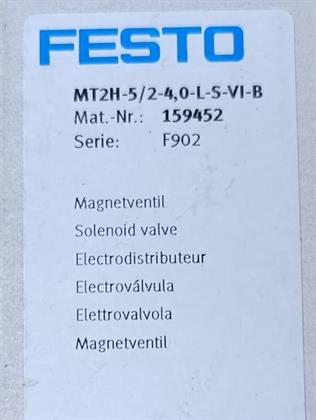 FESTO
MT2H-5/2-4,0-L-S-VI-B
Mat.-Nr.: 159452
Serie: F902
Magnetventil
Solenoid valve
Electrodistributeur
Electroválvula
Elettrovalvola
Magnetventil